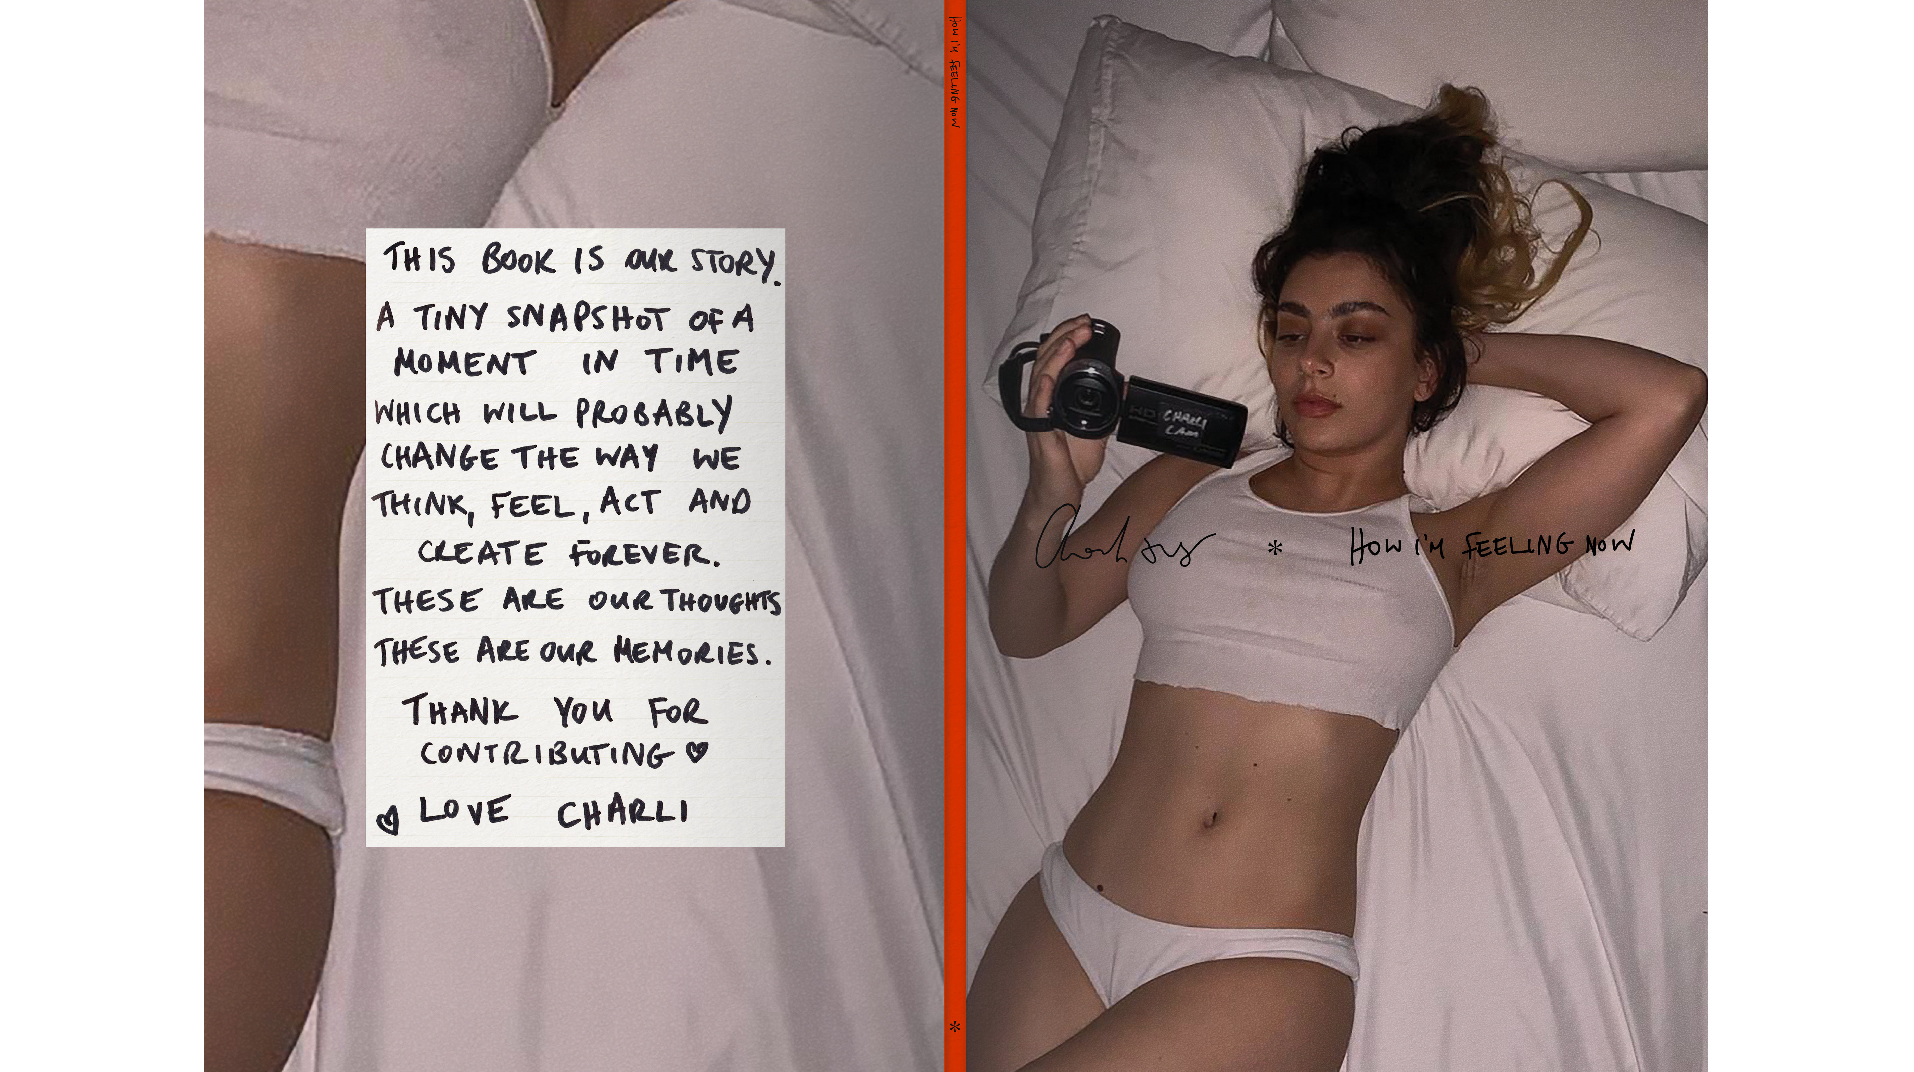 THIS BOOK IS OUR STORY.
A TINY SNAPSHOT OF A
MOMENT IN TIME
WHICH WILL PROBABLY
CHANGE THE WAY WE
THINK, FEEL, ACT AND
CREATE FOREVER.
THESE ARE OUR THOUGHTS
THESE ARE OUR MEMORIES.
THANK YOU FOR
CONTRIBUTING ♡
♡ LOVE CHARLI
HOW I'M FEELING NOW
*
HD CHARLI
CAM
Charli xcx * HOW I'M FEELING NOW